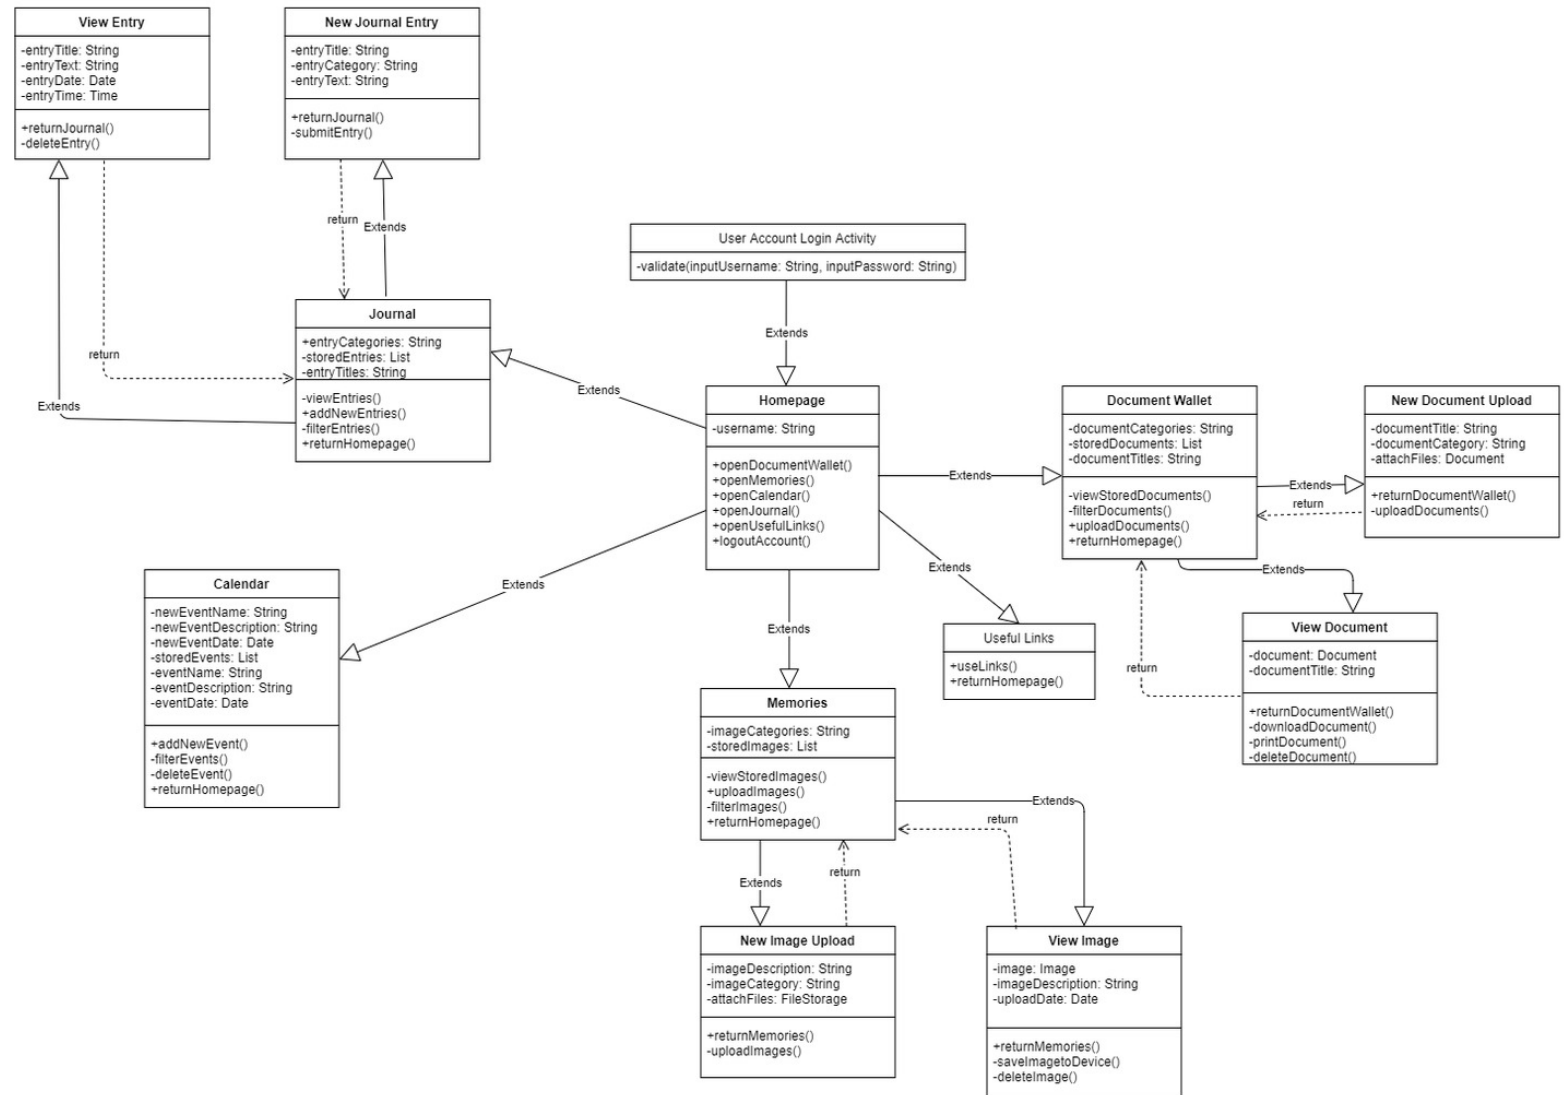 View Entry
-entryTitle: String
-entryText: String
-entryDate: Date
-entryTime: Time
+returnJournal()
-deleteEntry()
New Journal Entry
-entryTitle: String
-entryCategory: String
-entryText: String
+returnJournal()
-submitEntry()
return
Extends
User Account Login Activity
-validate(inputUsername: String, inputPassword: String)
Extends
Journal
+entryCategories: String
-storedEntries: List
-entryTitles: String
-viewEntries()
+addNewEntries()
-filterEntries()
+returnHomepage()
return
Extends
Extends
Homepage
-username: String
+openDocumentWallet()
+openMemories()
+openCalendar()
+openJournal()
+openUsefulLinks()
+logoutAccount()
Extends
Document Wallet
-documentCategories: String
-storedDocuments: List
-documentTitles: String
-viewStoredDocuments()
-filterDocuments()
+uploadDocuments()
+returnHomepage()
Extends
return
New Document Upload
-documentTitle: String
-documentCategory: String
-attachFiles: Document
+returnDocumentWallet()
-uploadDocuments()
Extends
return
View Document
-document: Document
-documentTitle: String
+returnDocumentWallet()
-downloadDocument()
-printDocument()
-deleteDocument()
Extends
Useful Links
+useLinks()
+returnHomepage()
Extends
Calendar
-newEventName: String
-newEventDescription: String
-newEventDate: Date
-storedEvents: List
-eventName: String
-eventDescription: String
-eventDate: Date
+addNewEvent()
-filterEvents()
-deleteEvent()
+returnHomepage()
Extends
Memories
-imageCategories: String
-storedImages: List
-viewStoredImages()
+uploadImages()
-filterImages()
+returnHomepage()
Extends
return
Extends
return
New Image Upload
-imageDescription: String
-imageCategory: String
-attachFiles: FileStorage
+returnMemories()
-uploadImages()
View Image
-image: Image
-imageDescription: String
-uploadDate: Date
+returnMemories()
-saveImagetoDevice()
-deleteImage()